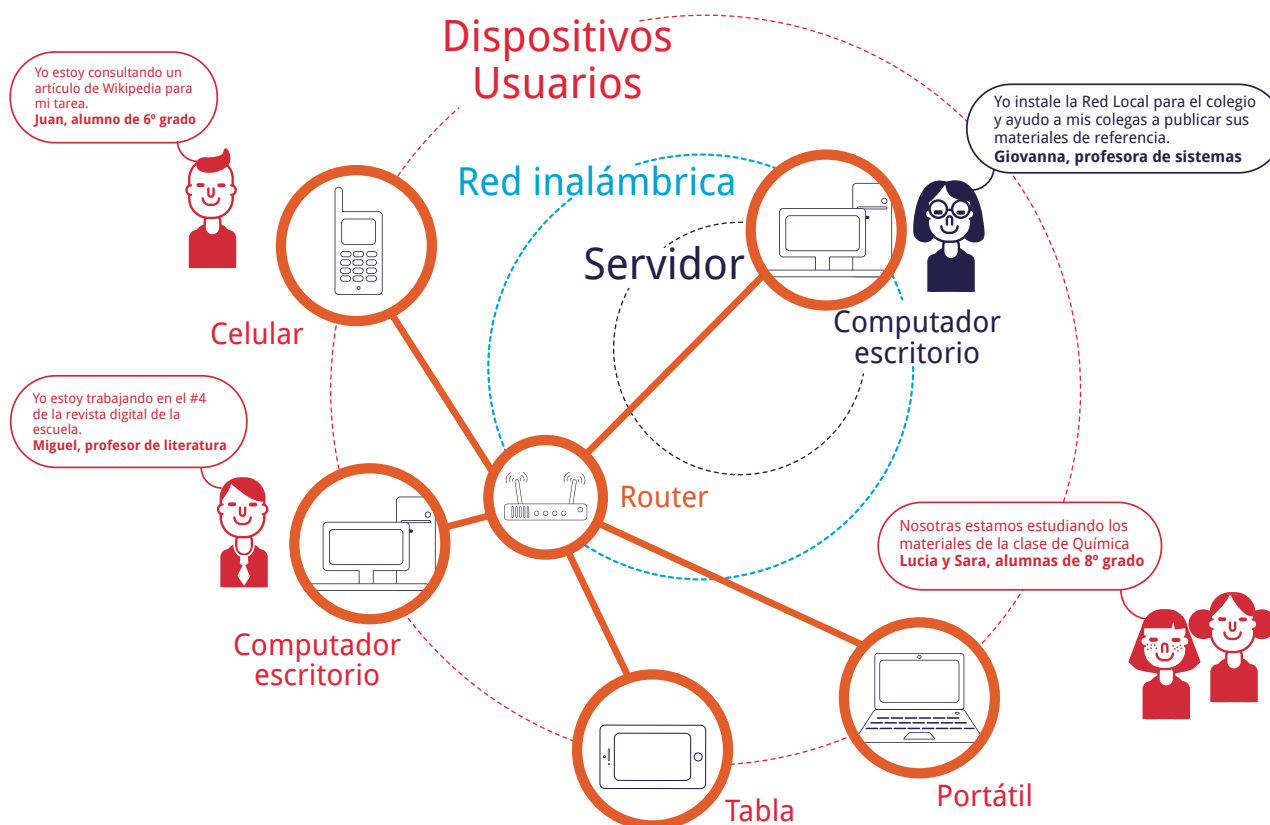 Dispositivos
Usuarios
Yo estoy consultando un
artículo de Wikipedia para
mi tarea.
Juan, alumno de 6º grado
Yo instale la Red Local para el colegio
y ayudo a mis colegas a publicar sus
materiales de referencia.
Giovanna, profesora de sistemas
Red inalámbrica
Servidor
Celular
Computador
escritorio
Yo estoy trabajando en el #4
de la revista digital de la
escuela.
Miguel, profesor de literatura
Router
Nosotras estamos estudiando los
materiales de la clase de Química
Lucia y Sara, alumnas de 8º grado
Computador
escritorio
Tabla
Portátil